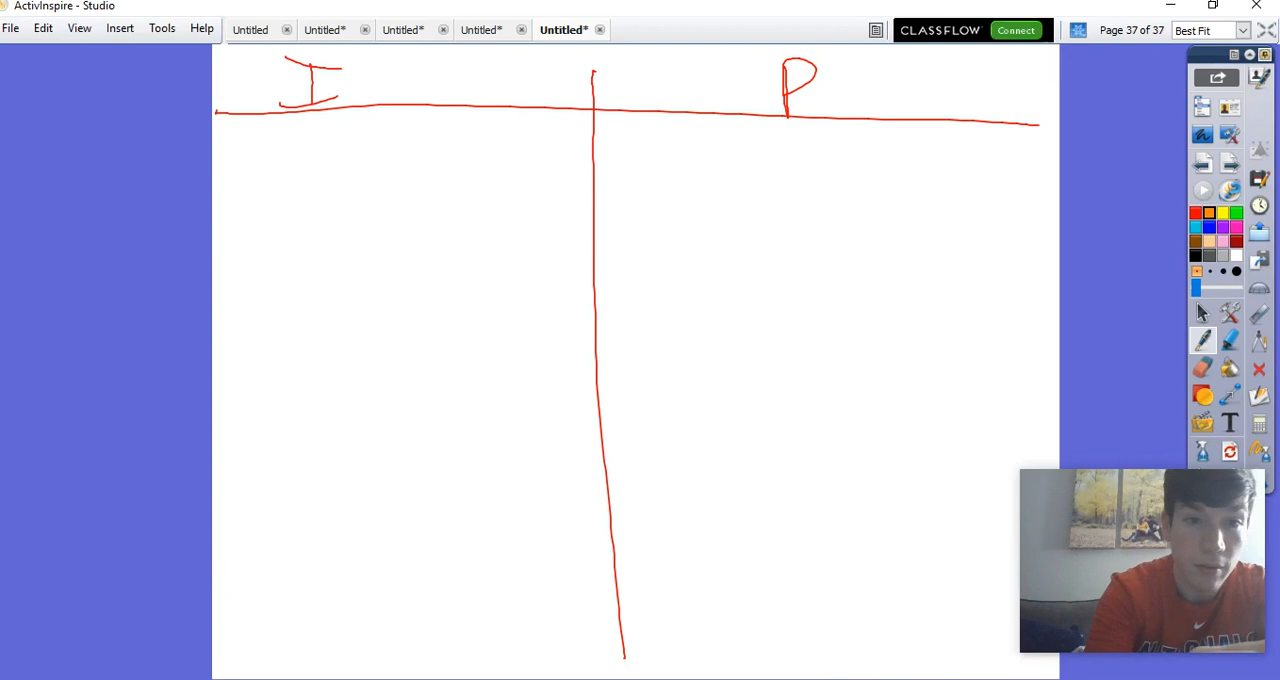 ActivInspire - Studio
File Edit View Insert Tools Help
Untitled Untitled* Untitled* Untitled* Untitled*
CLASSFLOW Connect
Page 37 of 37 Best Fit
I P
T